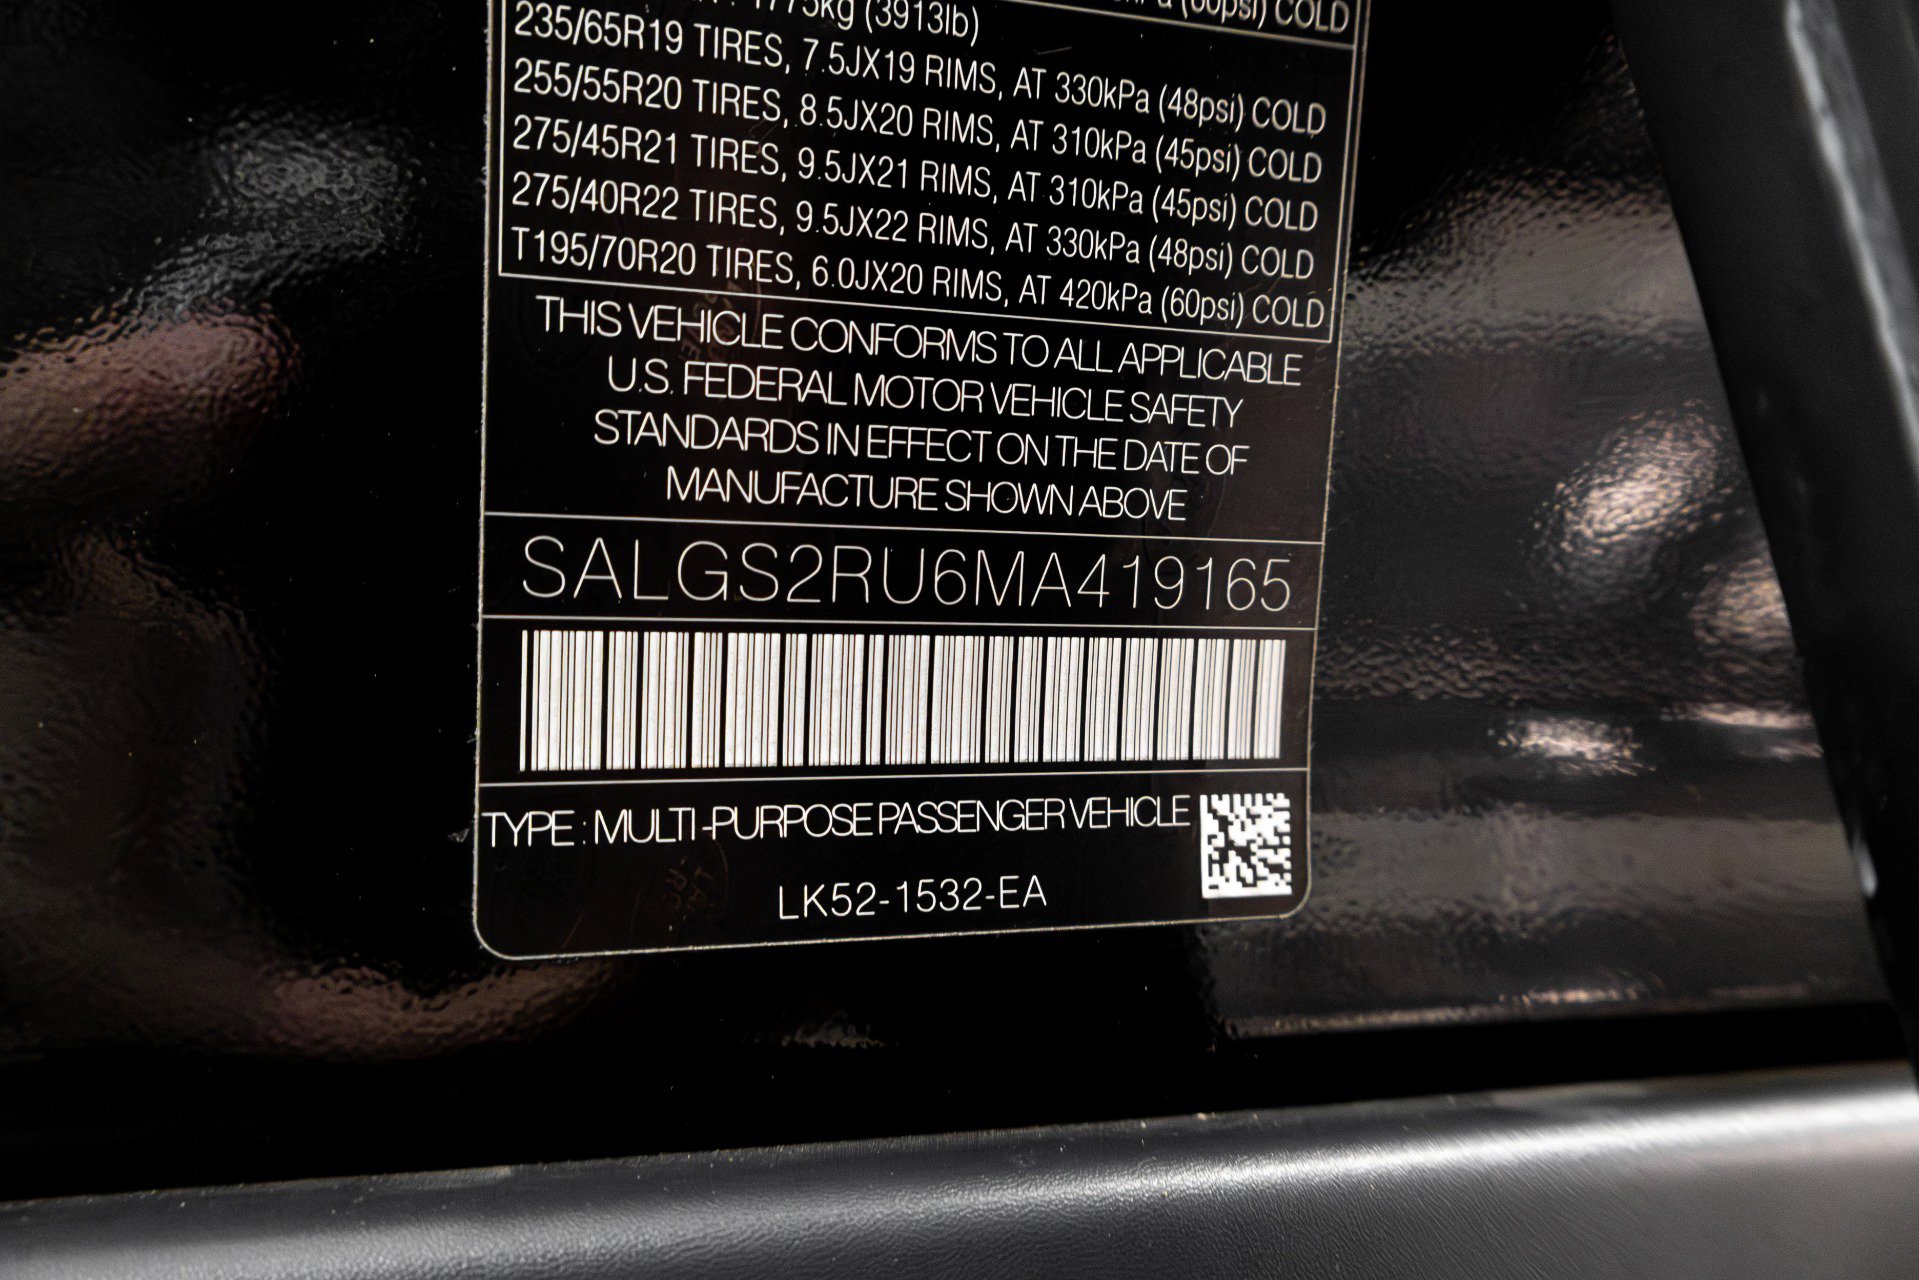 (60psi) COLD
1775kg (3913lb)
235/65R19 TIRES, 7.5JX19 RIMS, AT 330kPa (48psi) COLD
255/55R20 TIRES, 8.5JX20 RIMS, AT 310kPa (45psi) COLD
275/45R21 TIRES, 9.5JX21 RIMS, AT 310kPa (45psi) COLD
275/40R22 TIRES, 9.5JX22 RIMS, AT 330kPa (48psi) COLD
T195/70R20 TIRES, 6.0JX20 RIMS, AT 420kPa (60psi) COLD
THIS VEHICLE CONFORMS TO ALL APPLICABLE
U.S. FEDERAL MOTOR VEHICLE SAFETY
STANDARDS IN EFFECT ON THE DATE OF
MANUFACTURE SHOWN ABOVE
SALGS2RU6MA419165
TYPE : MULTI-PURPOSE PASSENGER VEHICLE
LK52-1532-EA